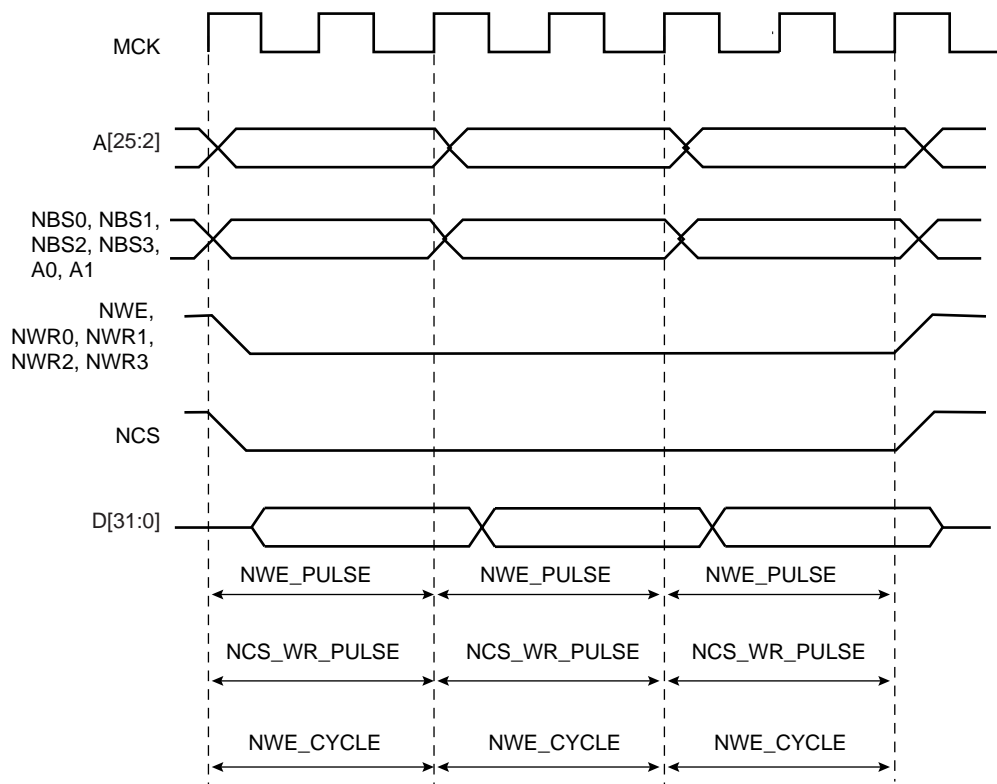 MCK
A[25:2]
NBS0, NBS1,
NBS2, NBS3,
A0, A1
NWE,
NWR0, NWR1,
NWR2, NWR3
NCS
D[31:0]
NWE_PULSE NWE_PULSE NWE_PULSE
NCS_WR_PULSE NCS_WR_PULSE NCS_WR_PULSE
NWE_CYCLE NWE_CYCLE NWE_CYCLE